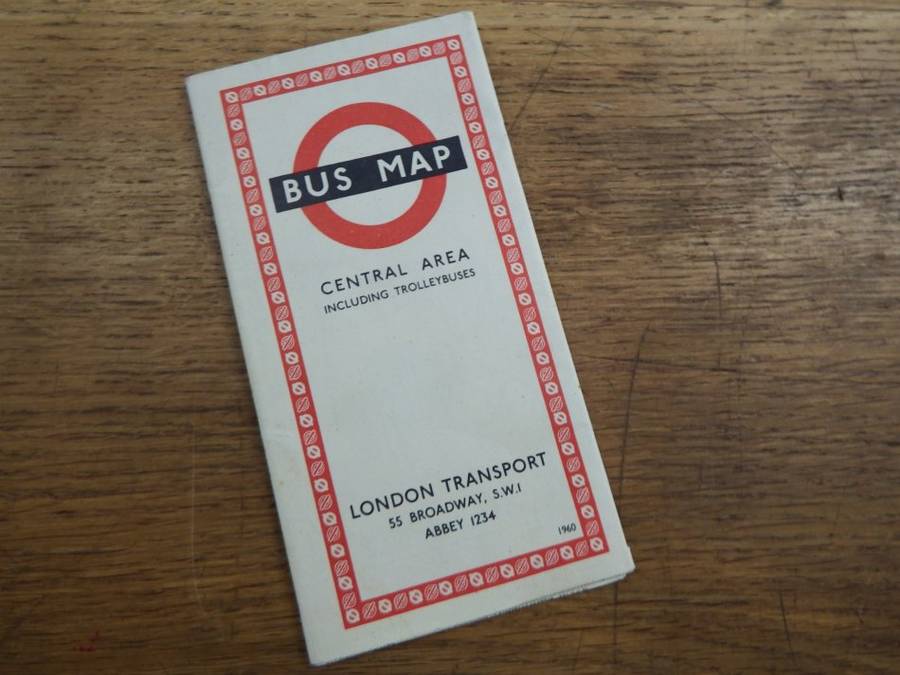 BUS MAP
CENTRAL AREA
INCLUDING TROLLEYBUSES
LONDON TRANSPORT
55 BROADWAY, S.W.1
ABBEY 1234
1960